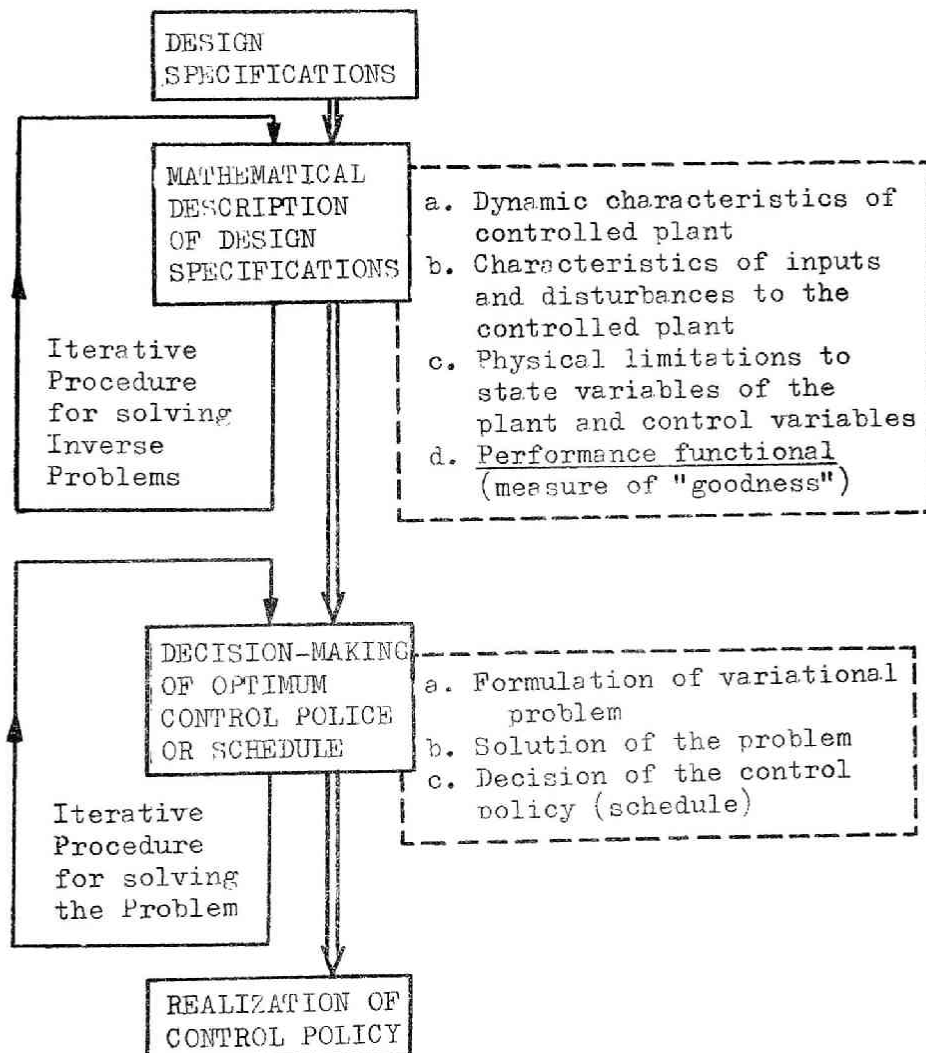 DESIGN
SPECIFICATIONS
MATHEMATICAL
DESCRIPTION
OF DESIGN
SPECIFICATIONS
a. Dynamic characteristics of
controlled plant
b. Characteristics of inputs
and disturbances to the
controlled plant
c. Physical limitations to
state variables of the
plant and control variables
d. Performance functional
(measure of "goodness")
Iterative
Procedure
for solving
Inverse
Problems
DECISION-MAKING
OF OPTIMUM
CONTROL POLICE
OR SCHEDULE
a. Formulation of variational
problem
b. Solution of the problem
c. Decision of the control
policy (schedule)
Iterative
Procedure
for solving
the Problem
REALIZATION OF
CONTROL POLICY